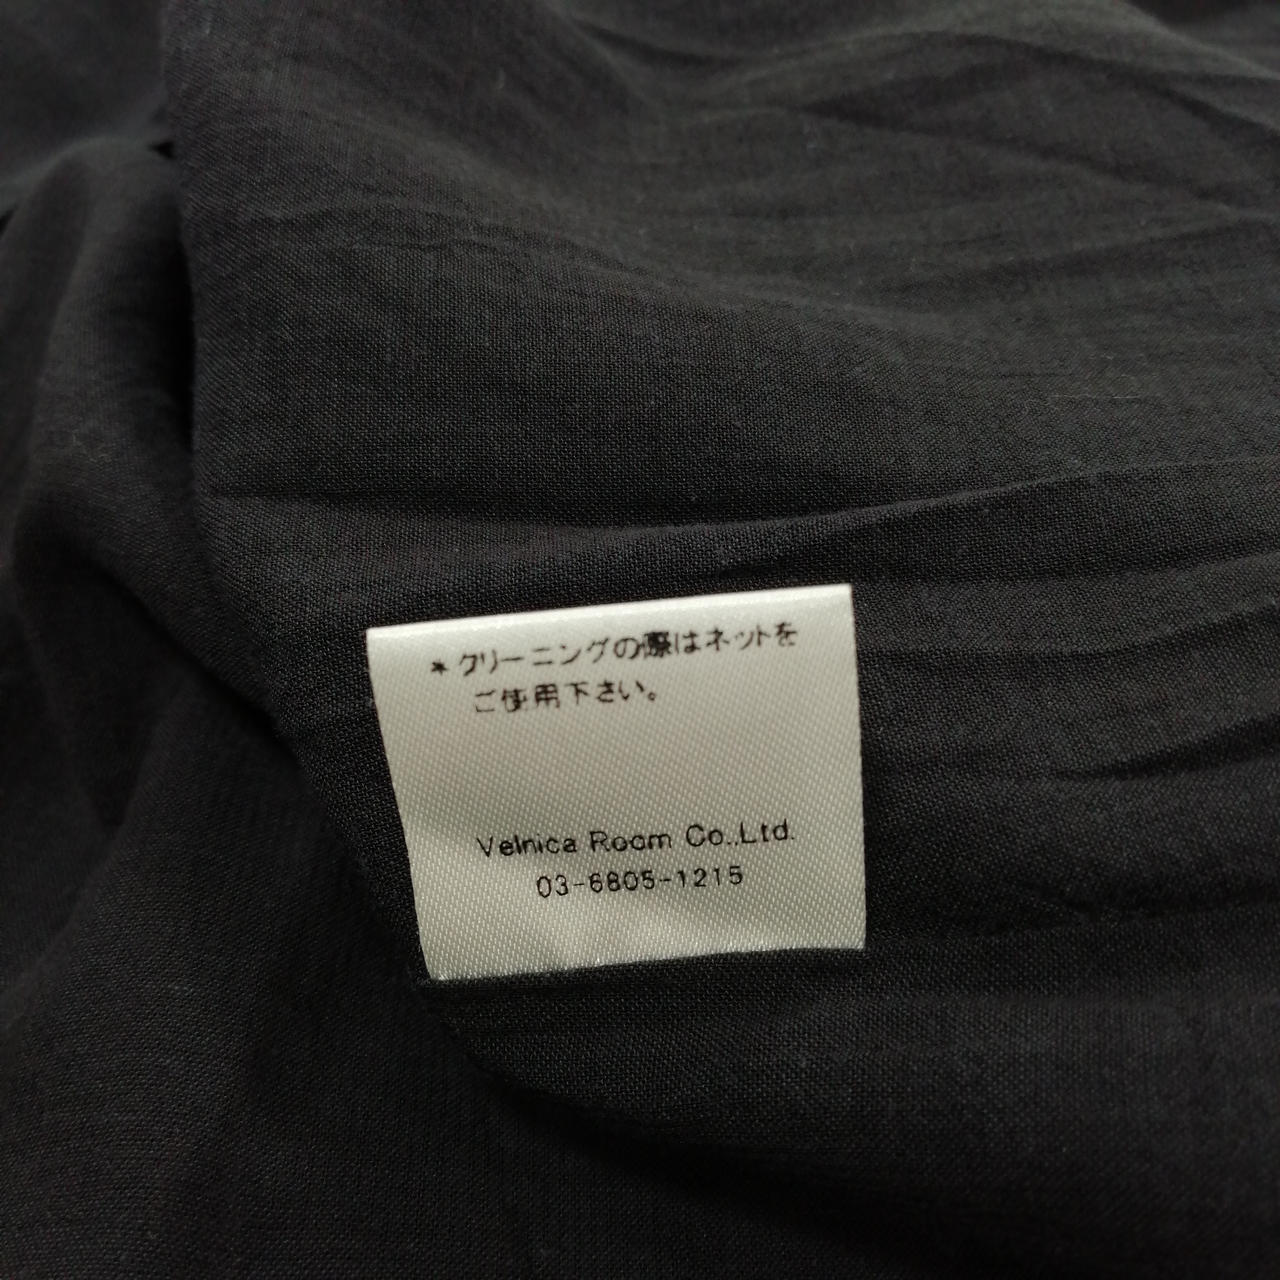 *クリーニングの際はネットを
ご使用下さい。
Velnica Room Co.,Ltd.
03-6805-1215